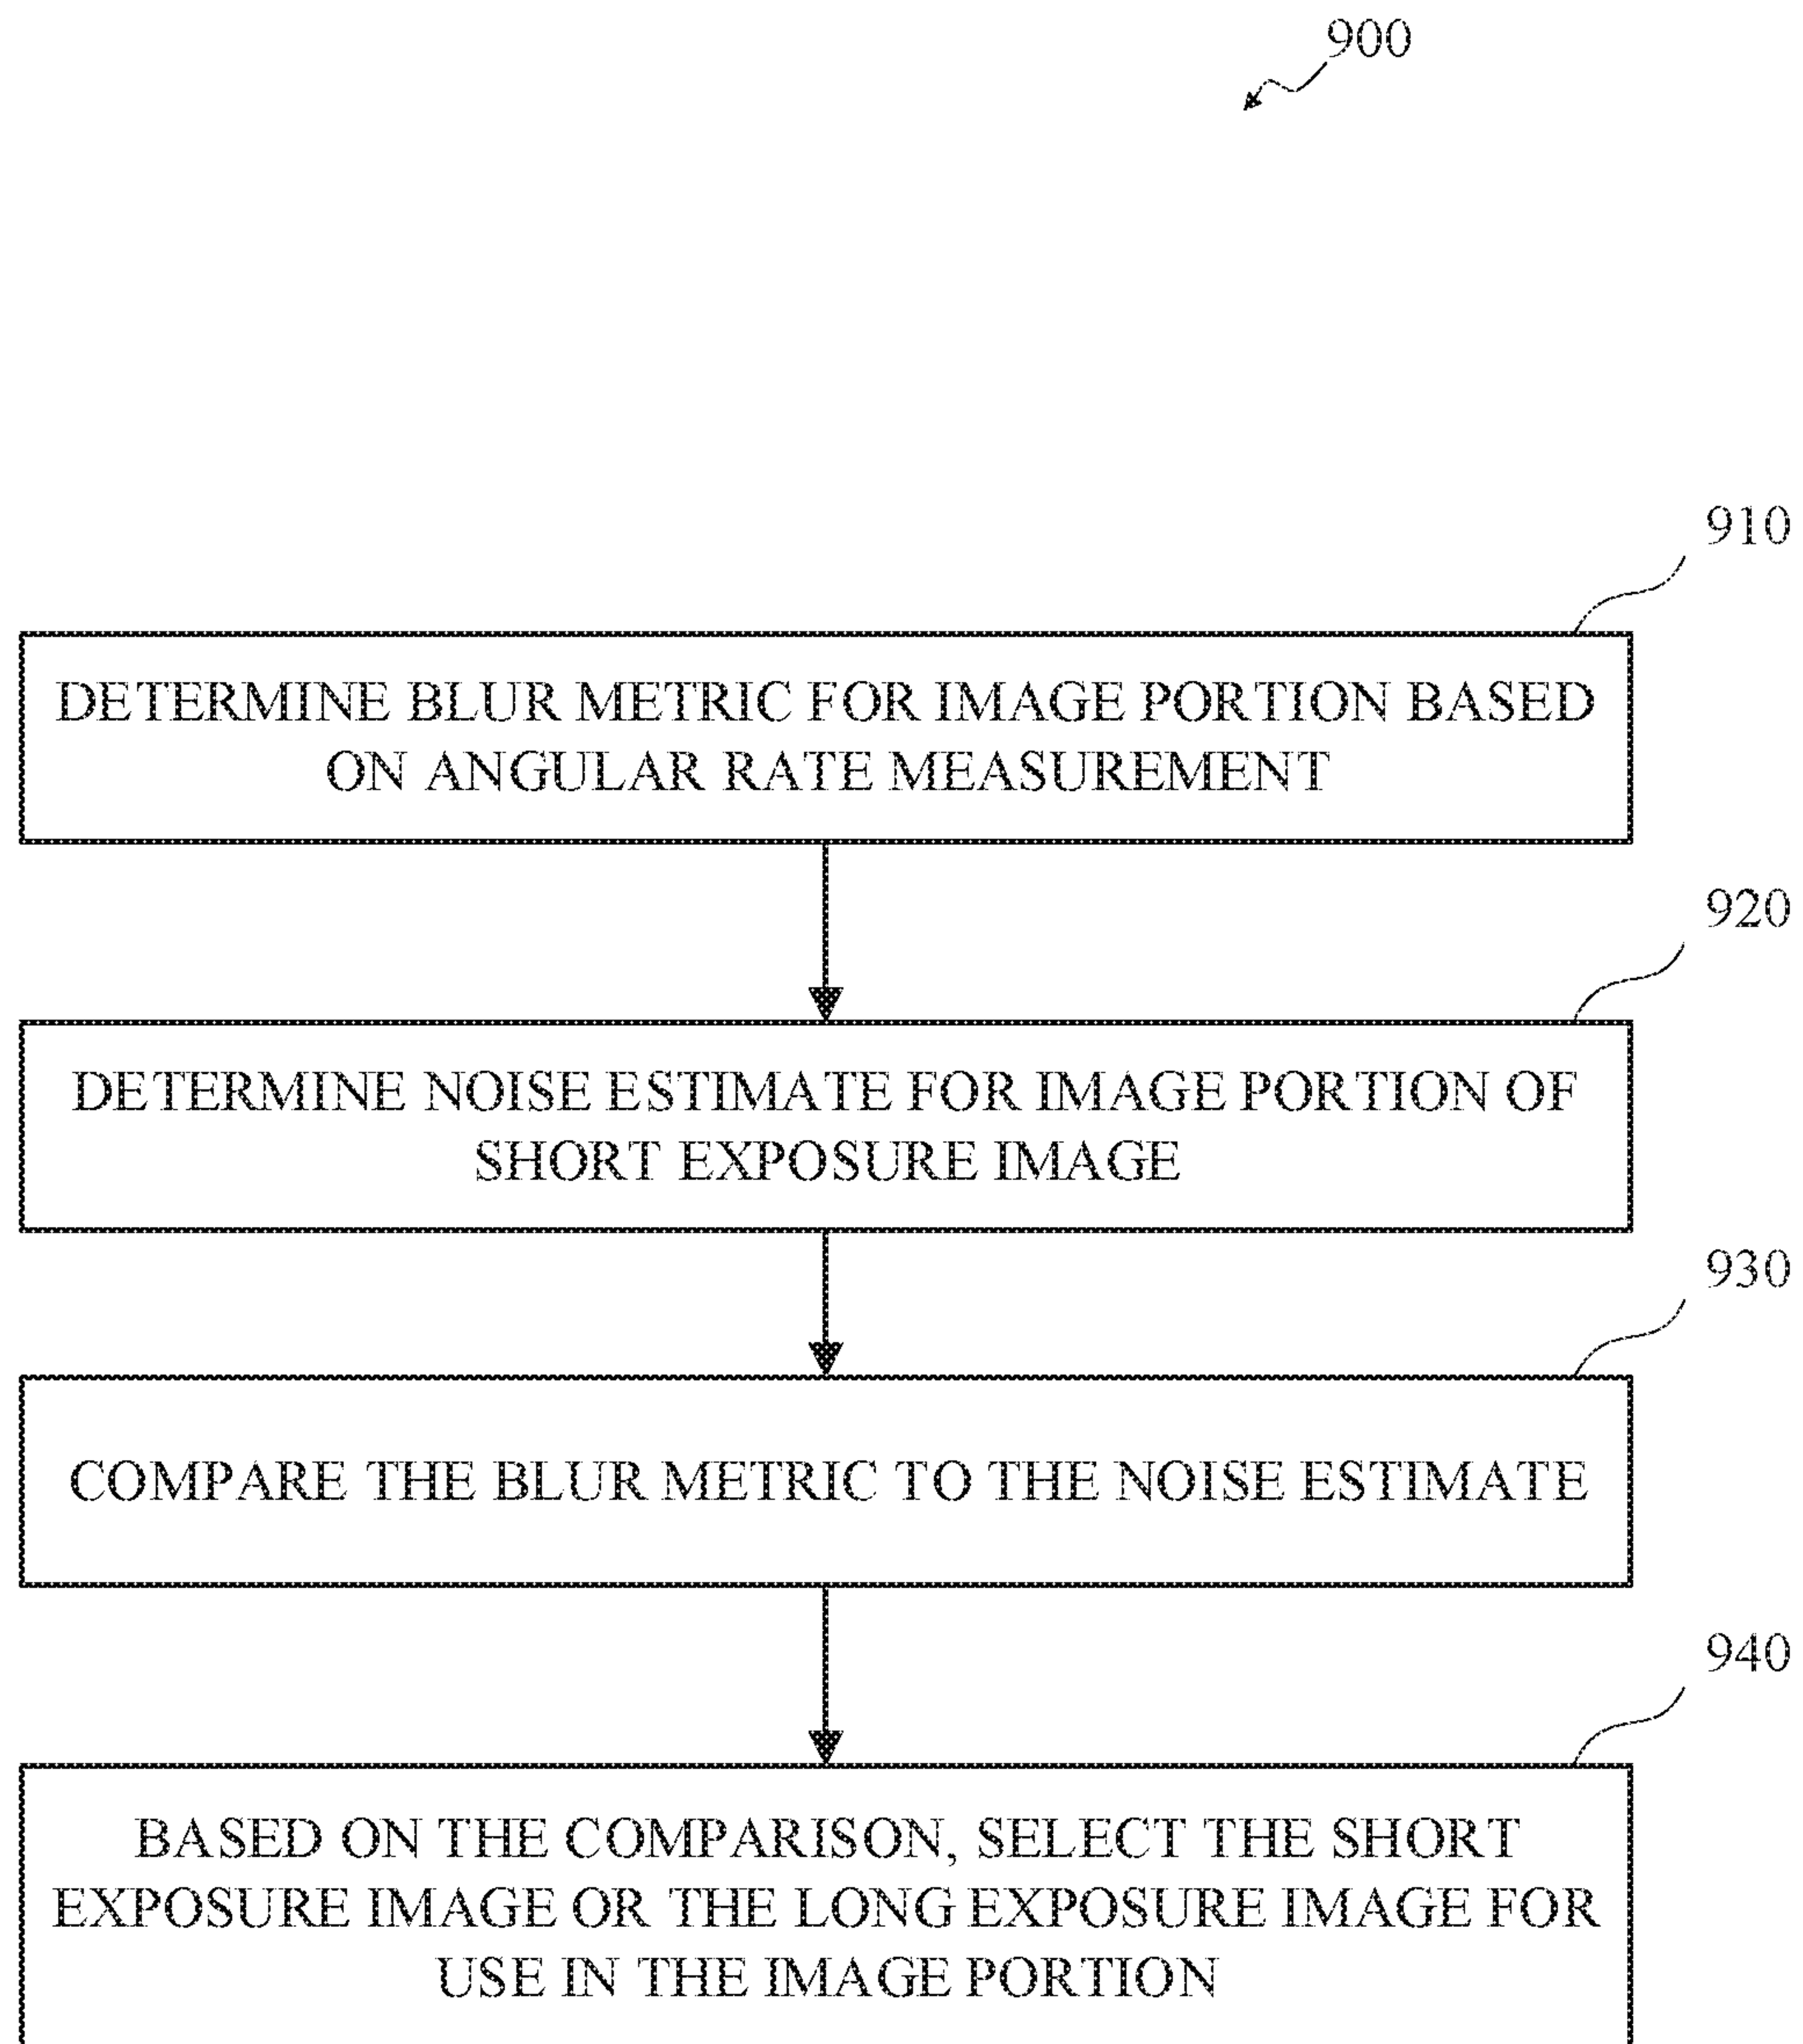 900
910
DETERMINE BLUR METRIC FOR IMAGE PORTION BASED
ON ANGULAR RATE MEASUREMENT
920
DETERMINE NOISE ESTIMATE FOR IMAGE PORTION OF
SHORT EXPOSURE IMAGE
930
COMPARE THE BLUR METRIC TO THE NOISE ESTIMATE
940
BASED ON THE COMPARISON, SELECT THE SHORT
EXPOSURE IMAGE OR THE LONG EXPOSURE IMAGE FOR
USE IN THE IMAGE PORTION